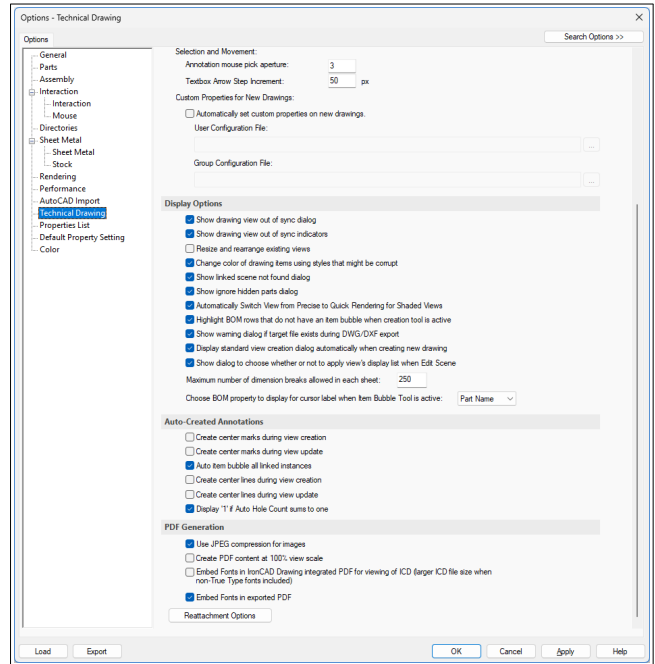 Options - Technical Drawing
Options
Search Options >>
General
Parts
Assembly
Interaction
Interaction
Mouse
Directories
Sheet Metal
Sheet Metal
Stock
Rendering
Performance
AutoCAD Import
Technical Drawing
Properties List
Default Property Setting
Color
Selection and Movement:
Annotation mouse pick aperture: 3
Textbox Arrow Step Increment: 50 px
Custom Properties for New Drawings:
Automatically set custom properties on new drawings.
User Configuration File:
...
Group Configuration File:
...
Display Options
Show drawing view out of sync dialog
Show drawing view out of sync indicators
Resize and rearrange existing views
Change color of drawing items using styles that might be corrupt
Show linked scene not found dialog
Show ignore hidden parts dialog
Automatically Switch View from Precise to Quick Rendering for Shaded Views
Highlight BOM rows that do not have an item bubble when creation tool is active
Show warning dialog if target file exists during DWG/DXF export
Display standard view creation dialog automatically when creating new drawing
Show dialog to choose whether or not to apply view's display list when Edit Scene
Maximum number of dimension breaks allowed in each sheet: 250
Choose BOM property to display for cursor label when Item Bubble Tool is active: Part Name
Auto-Created Annotations
Create center marks during view creation
Create center marks during view update
Auto item bubble all linked instances
Create center lines during view creation
Create center lines during view update
Display '1' if Auto Hole Count sums to one
PDF Generation
Use JPEG compression for images
Create PDF content at 100% view scale
Embed Fonts in IronCAD Drawing integrated PDF for viewing of ICD (larger ICD file size when
non-True Type fonts included)
Embed Fonts in exported PDF
Reattachment Options
Load
Export
OK
Cancel
Apply
Help